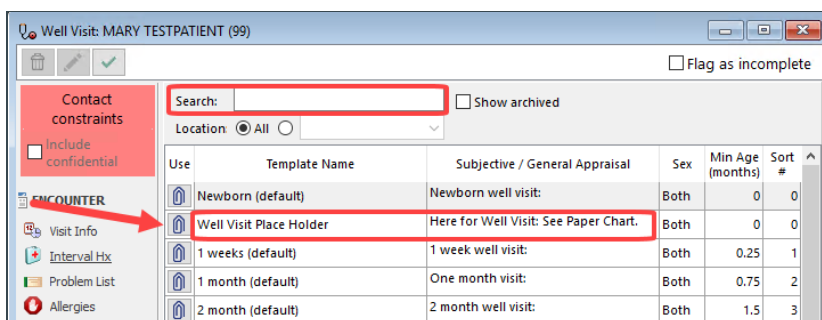 Well Visit: MARY TESTPATIENT (99)
Flag as incomplete
Contact constraints
Include confidential
Search:
Show archived
Location: All
Use Template Name Subjective / General Appraisal Sex Min Age (months) Sort #
Newborn (default) Newborn well visit: Both 0 0
Well Visit Place Holder Here for Well Visit: See Paper Chart. Both 0 0
1 weeks (default) 1 week well visit: Both 0.25 1
1 month (default) One month visit: Both 0.75 2
2 month (default) 2 month well visit: Both 1.5 3
ENCOUNTER
Visit Info
Interval Hx
Problem List
Allergies